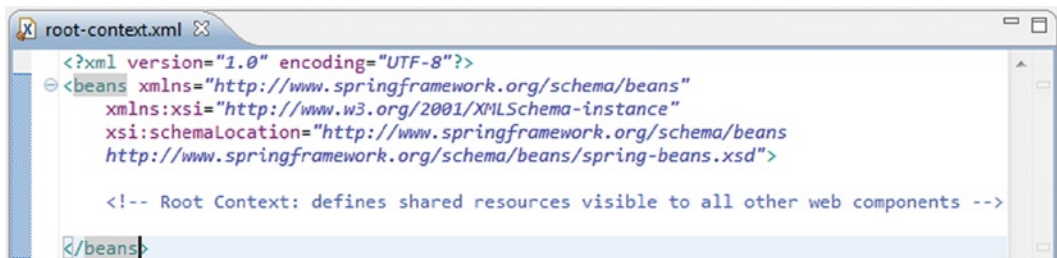 root-context.xml
<?xml version="1.0" encoding="UTF-8"?>
<beans xmlns="http://www.springframework.org/schema/beans"
xmlns:xsi="http://www.w3.org/2001/XMLSchema-instance"
xsi:schemaLocation="http://www.springframework.org/schema/beans
http://www.springframework.org/schema/beans/spring-beans.xsd">
<!-- Root Context: defines shared resources visible to all other web components -->
</beans>